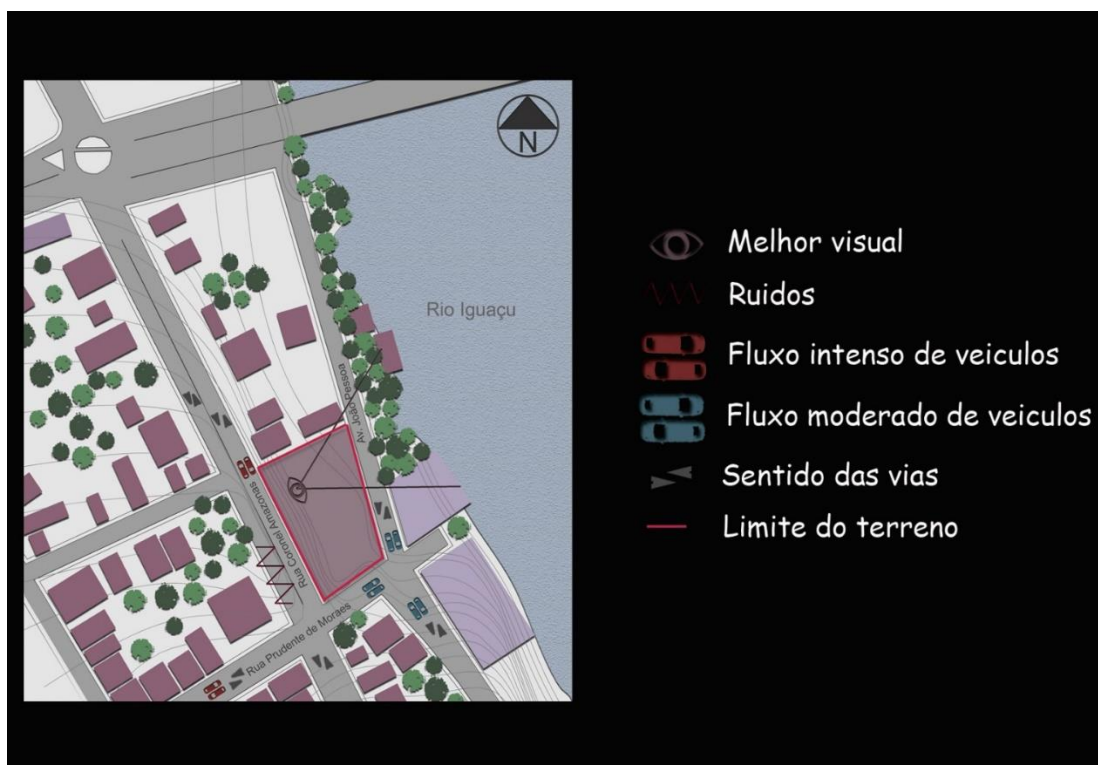 N
Rio Iguaçu
Av. João Pessoa
Rua Coronel Amazonas
Rua Prudente de Moraes
Melhor visual
Ruidos
Fluxo intenso de veiculos
Fluxo moderado de veiculos
Sentido das vias
Limite do terreno